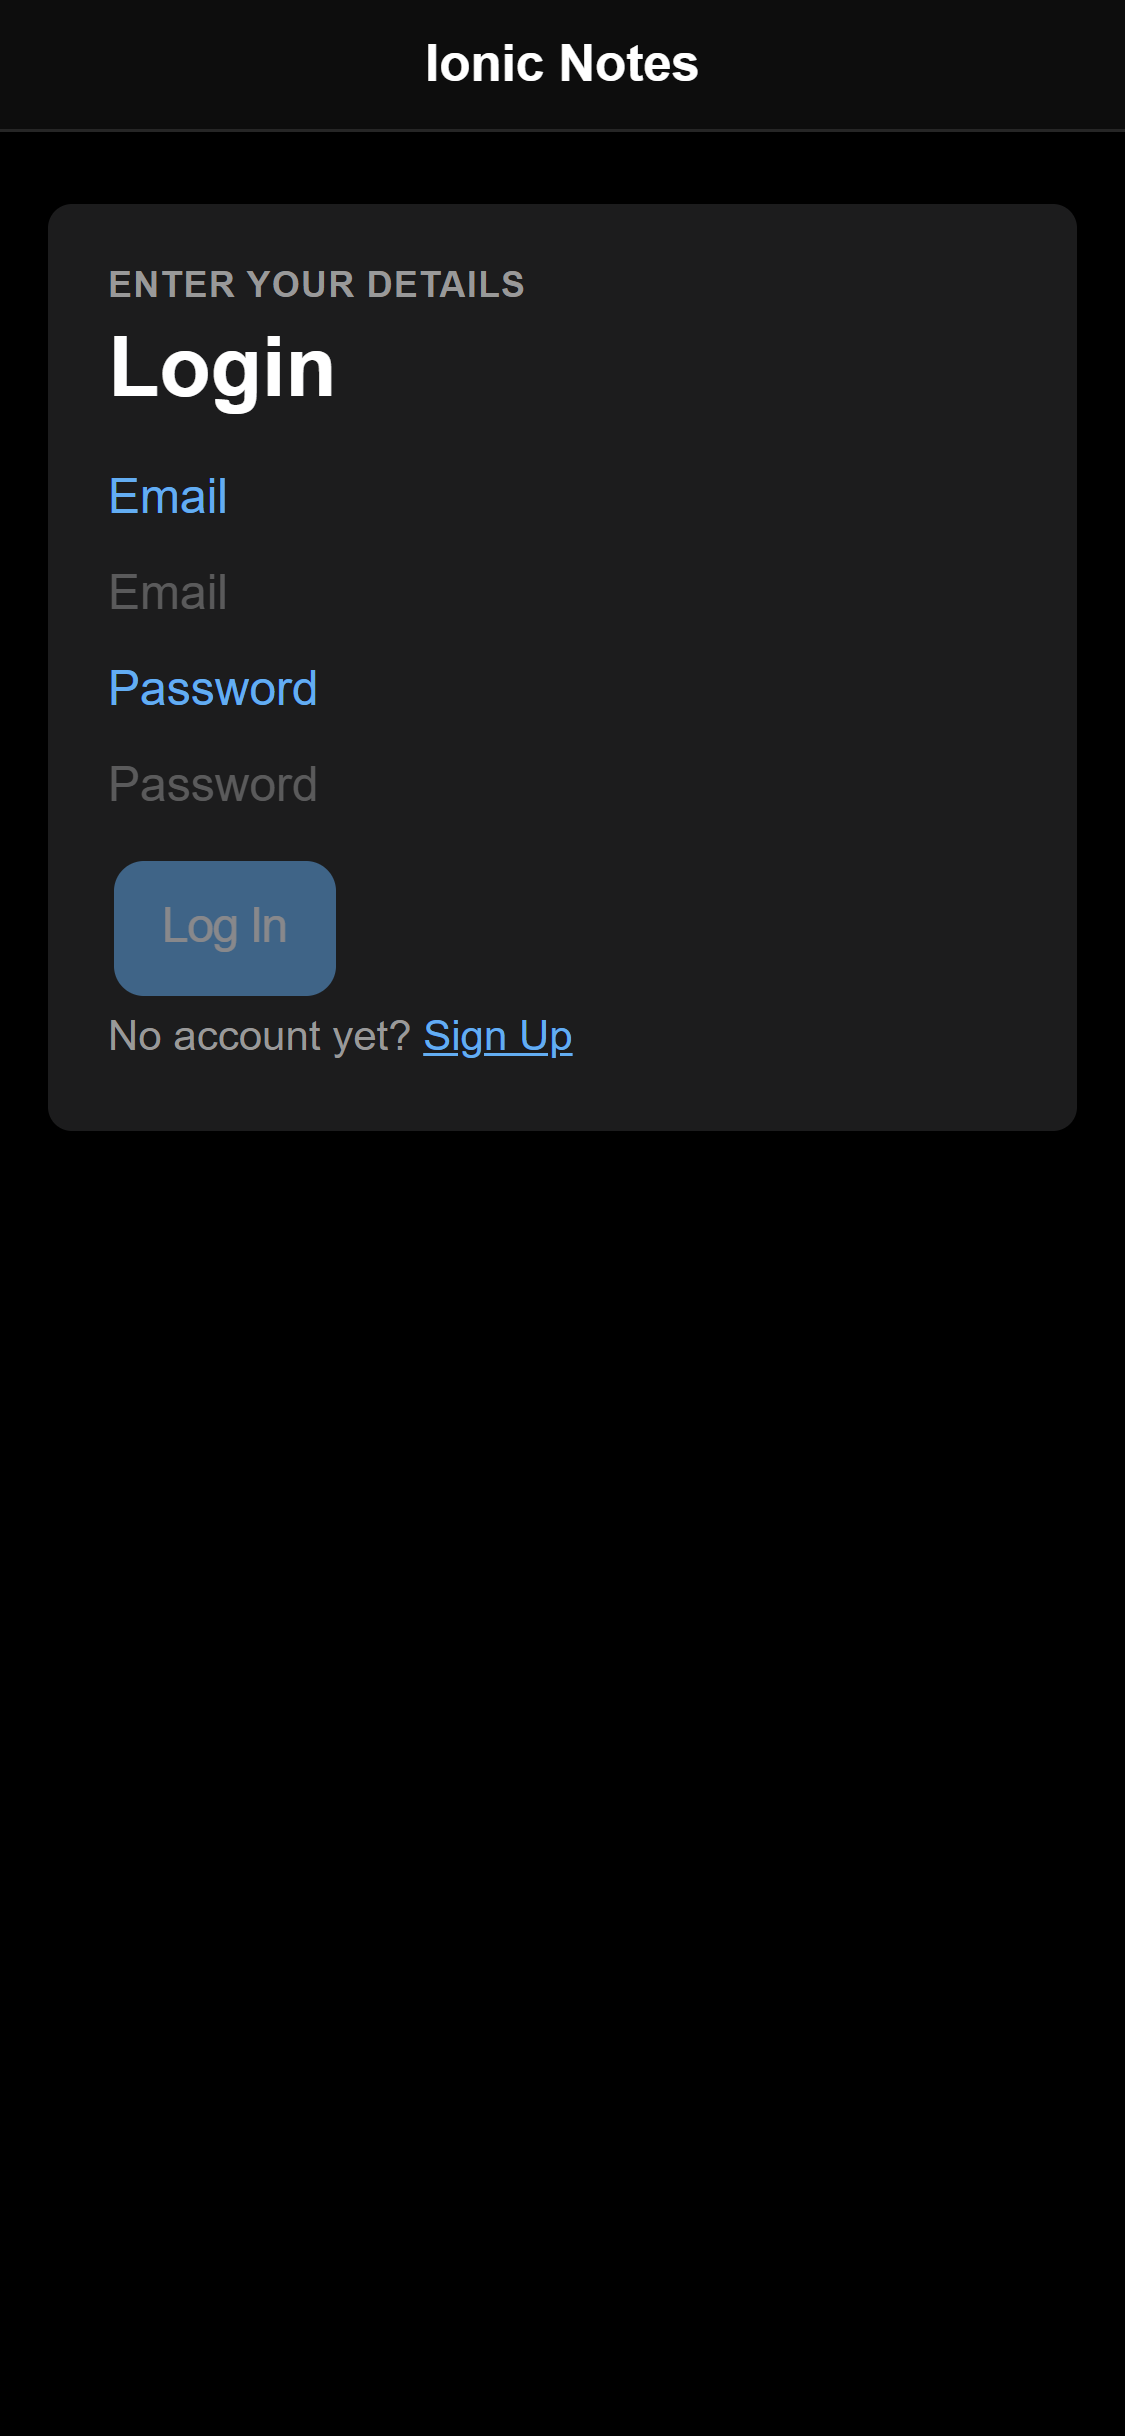 Ionic Notes
ENTER YOUR DETAILS
Login
Email
Email
Password
Password
Log In
No account yet? Sign Up